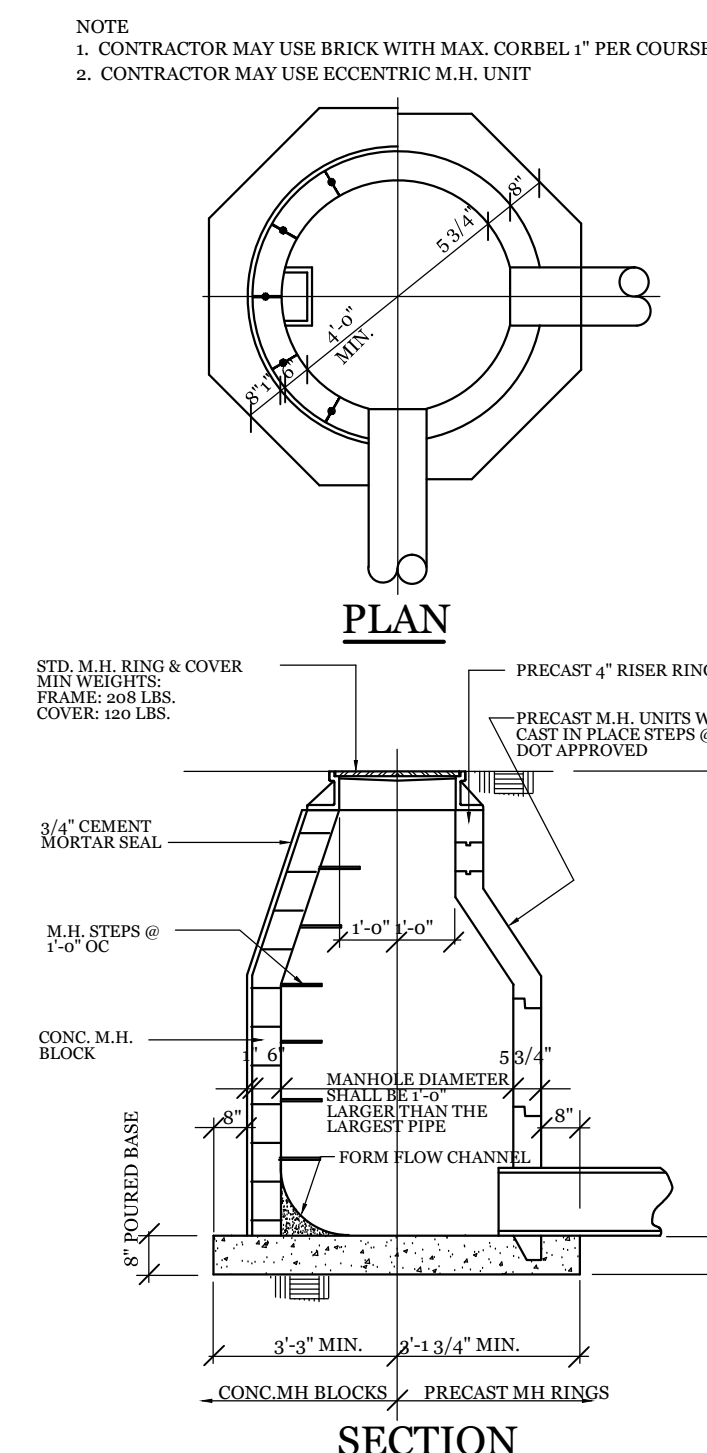 NOTE
1. CONTRACTOR MAY USE BRICK WITH MAX. CORBEL 1" PER COURSE
2. CONTRACTOR MAY USE ECCENTRIC M.H. UNIT
8"
5 3/4"
4'-0"
MIN.
8"
1"
6"
PLAN
STD. M.H. RING & COVER
MIN WEIGHTS:
FRAME: 208 LBS.
COVER: 120 LBS.
PRECAST 4" RISER RING
PRECAST M.H. UNITS W
CAST IN PLACE STEPS @
DOT APPROVED
3/4" CEMENT
MORTAR SEAL
M.H. STEPS @
1'-0" OC
1'-0" 1'-0"
CONC. M.H.
BLOCK
1" 6"
5 3/4"
MANHOLE DIAMETER
SHALL BE 1'-0"
LARGER THAN THE
LARGEST PIPE
8"
8"
FORM FLOW CHANNEL
8" POURED BASE
3'-3" MIN.
3'-1 3/4" MIN.
CONC.MH BLOCKS
PRECAST MH RINGS
SECTION